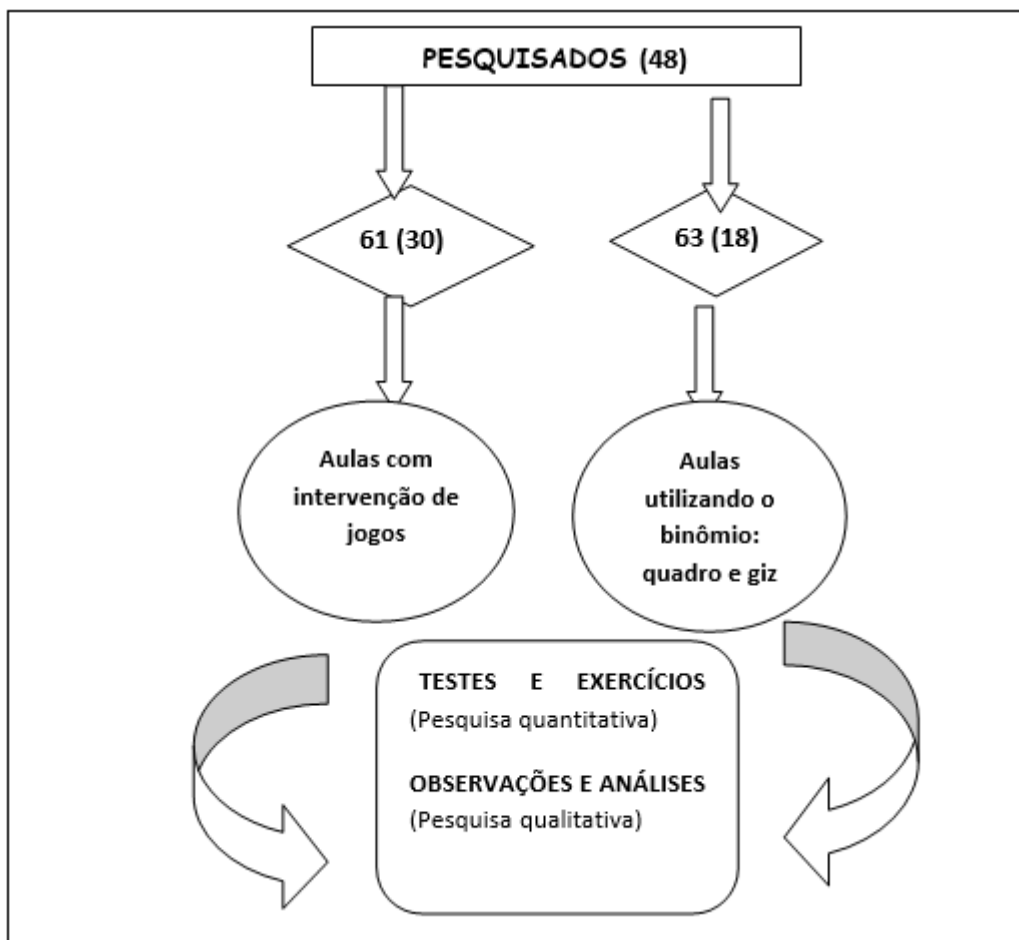 PESQUISADOS (48)
61 (30)
63 (18)
Aulas com
intervenção de
jogos
Aulas
utilizando o
binômio:
quadro e giz
TESTES E EXERCÍCIOS
(Pesquisa quantitativa)
OBSERVAÇÕES E ANÁLISES
(Pesquisa qualitativa)